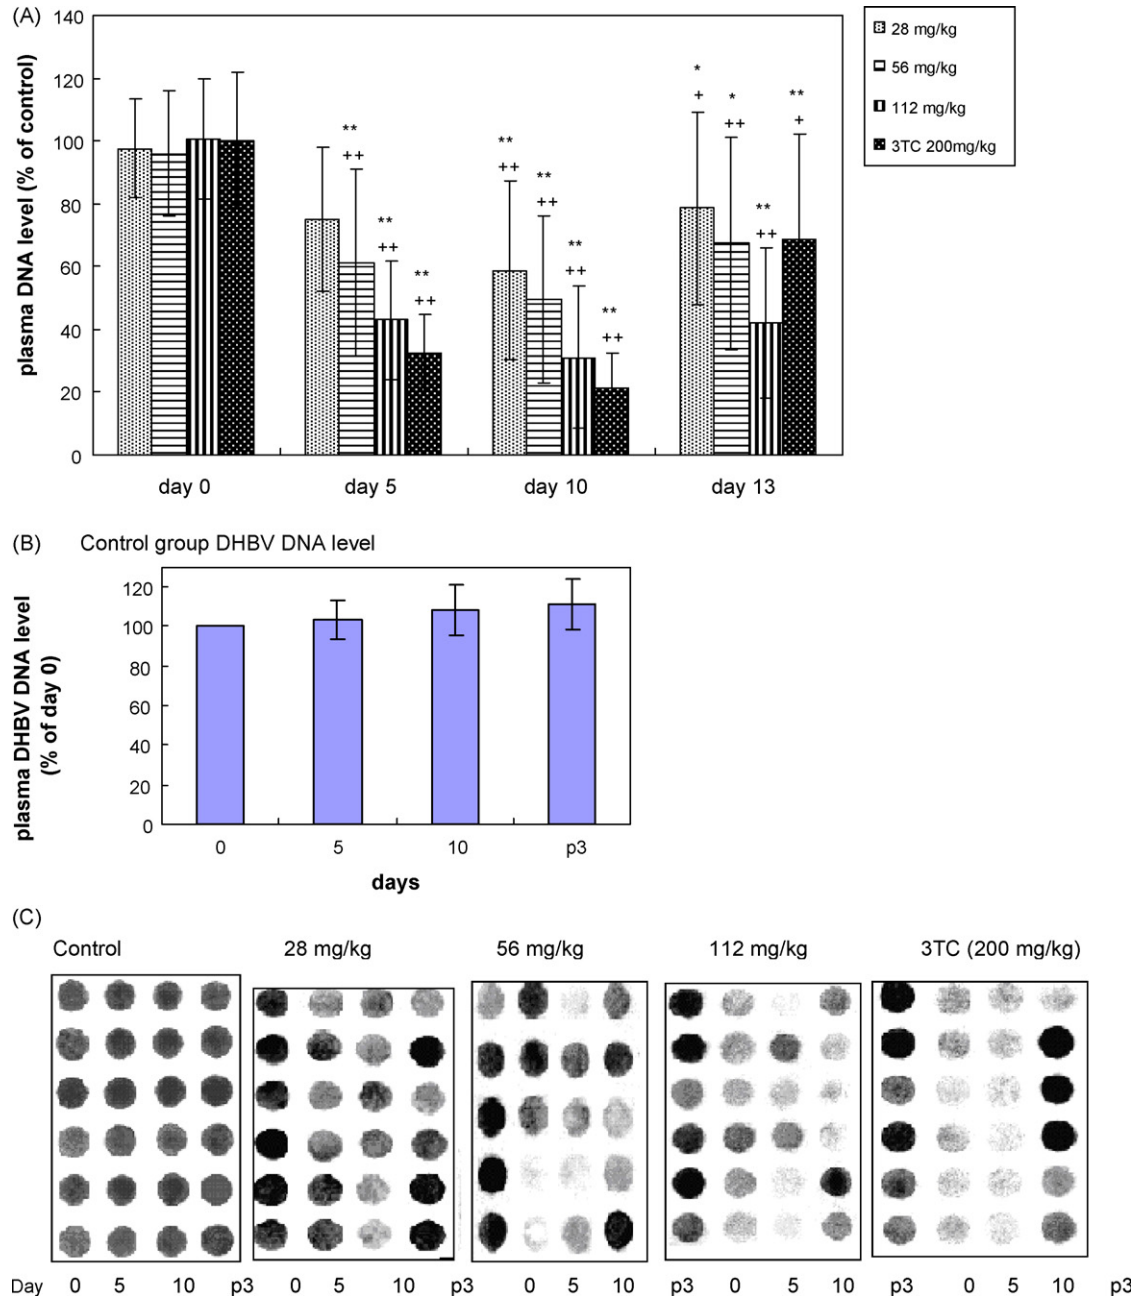 (A)
140
120
100
80
60
40
20
0
plasma DNA level (% of control)
** ++
** ++
** ++
** ++
** ++
** ++
** ++
* +
* ++
** ++
** +
day 0 day 5 day 10 day 13
28 mg/kg
56 mg/kg
112 mg/kg
3TC 200mg/kg
(B) Control group DHBV DNA level
120
100
80
60
40
20
0
plasma DHBV DNA level
(% of day 0)
0 5 10 p3
days
(C)
Control 28 mg/kg 56 mg/kg 112 mg/kg 3TC (200 mg/kg)
Day 0 5 10 p3 0 5 10 p3 0 5 10 p3 0 5 10 p3 0 5 10 p3